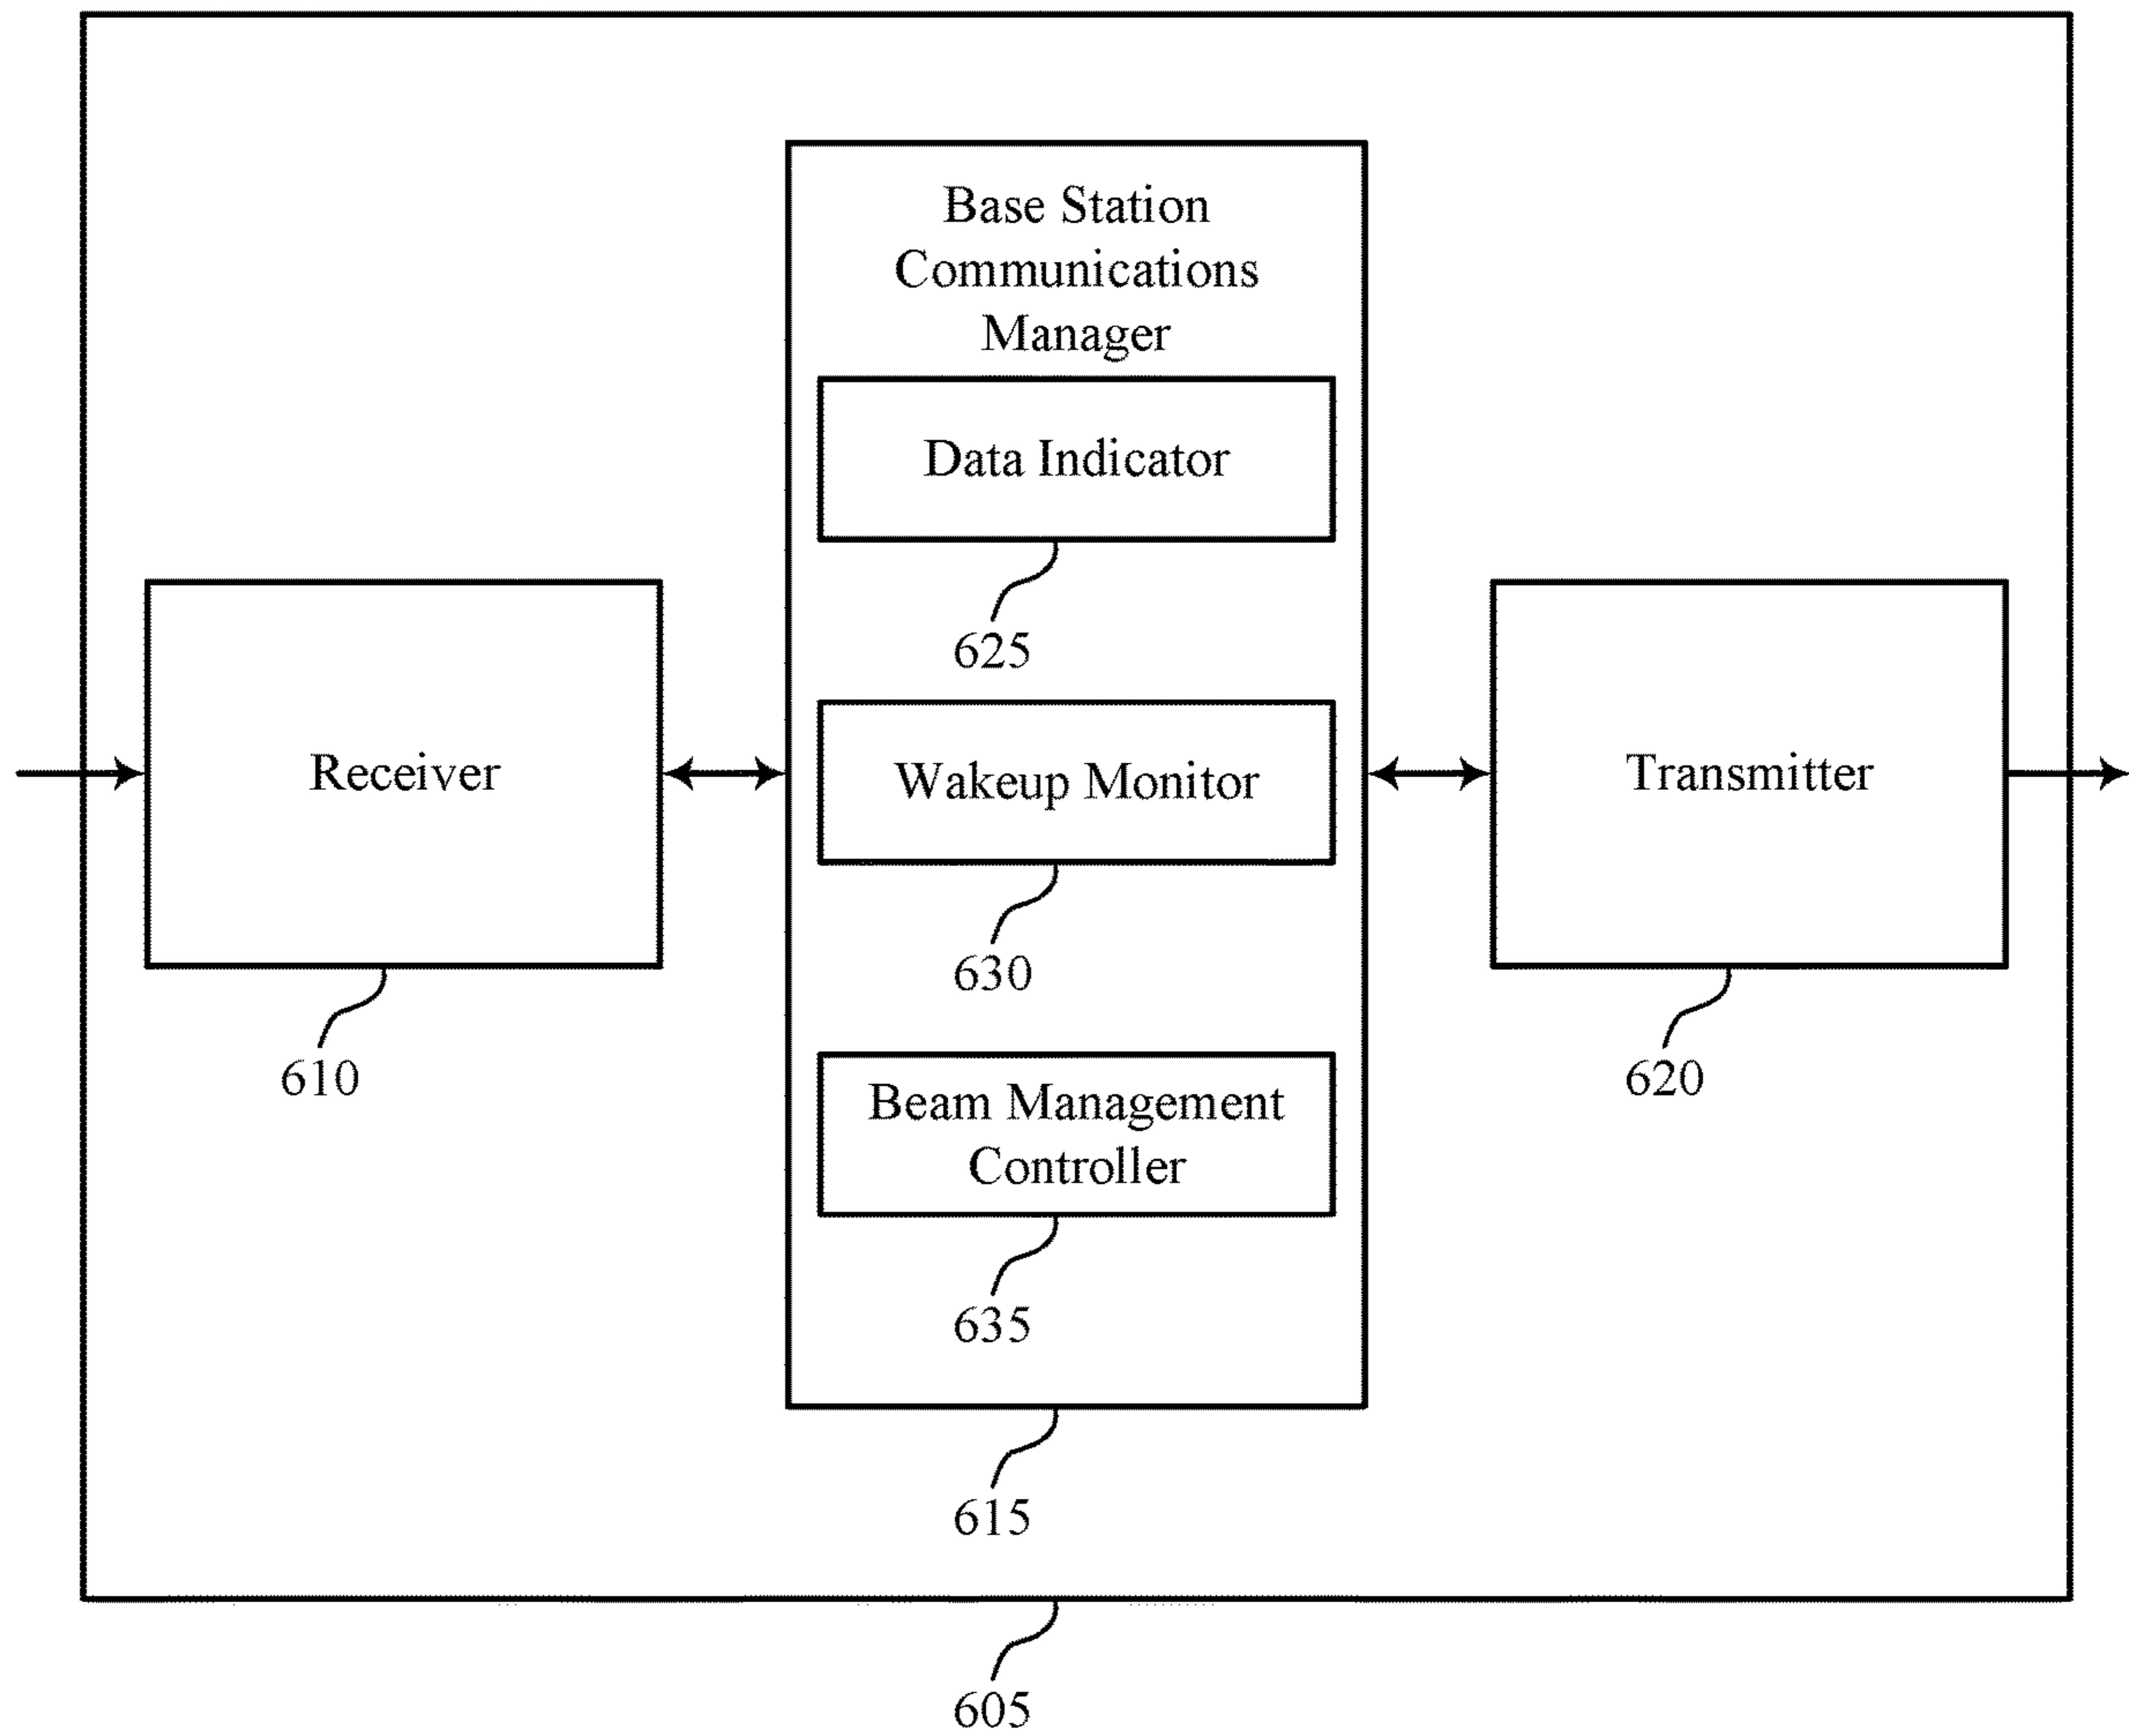 Base Station
Communications
Manager
Data Indicator
625
Receiver
610
Wakeup Monitor
630
Transmitter
620
Beam Management
Controller
635
615
605